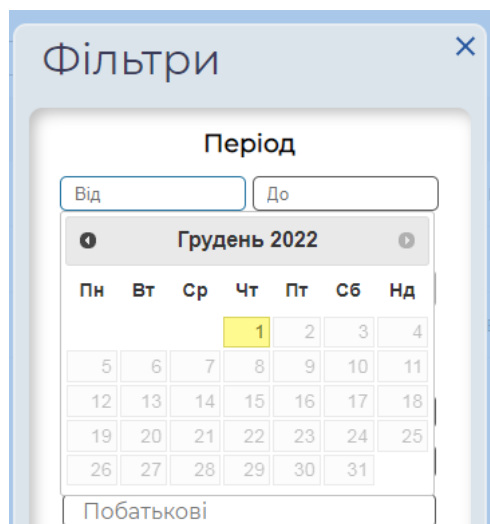 Фільтри
Період
Від До
Грудень 2022
Пн Вт Ср Чт Пт Сб Нд
1 2 3 4
5 6 7 8 9 10 11
12 13 14 15 16 17 18
19 20 21 22 23 24 25
26 27 28 29 30 31
Побатькові